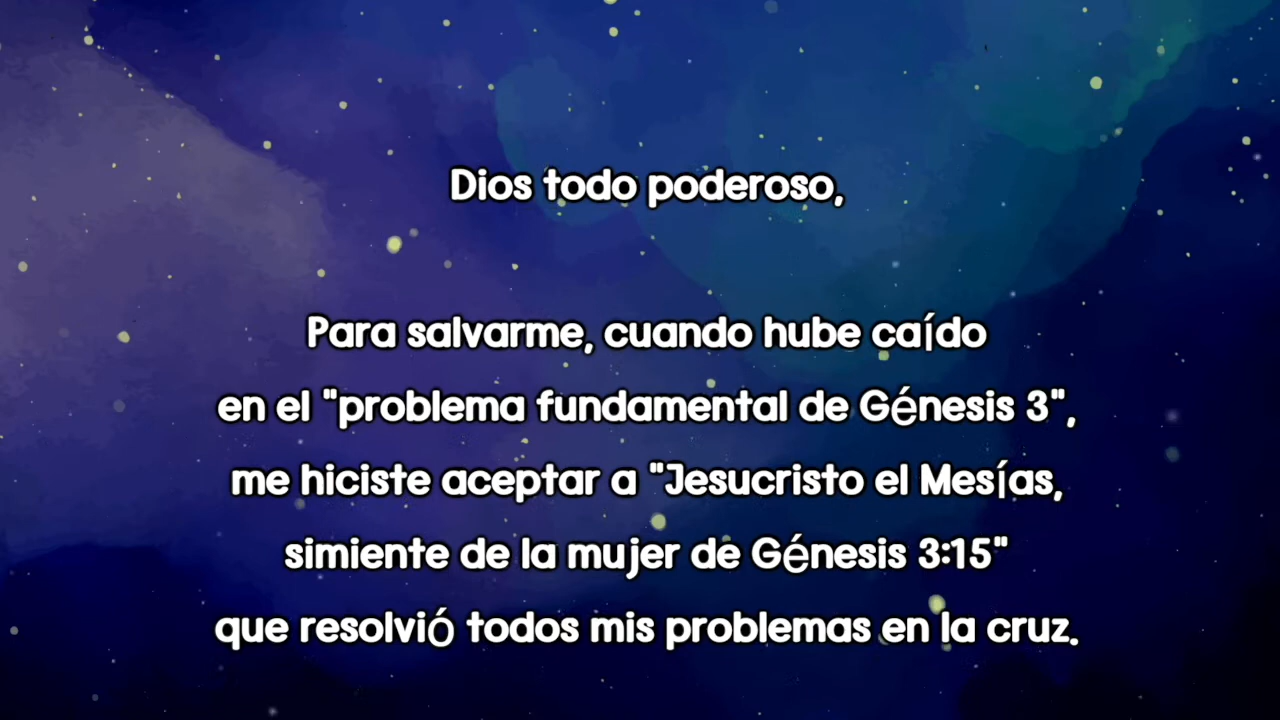 Dios todo poderoso,
Para salvarme, cuando hube caído
en el "problema fundamental de Génesis 3",
me hiciste aceptar a "Jesucristo el Mesías,
simiente de la mujer de Génesis 3:15"
que resolvió todos mis problemas en la cruz.